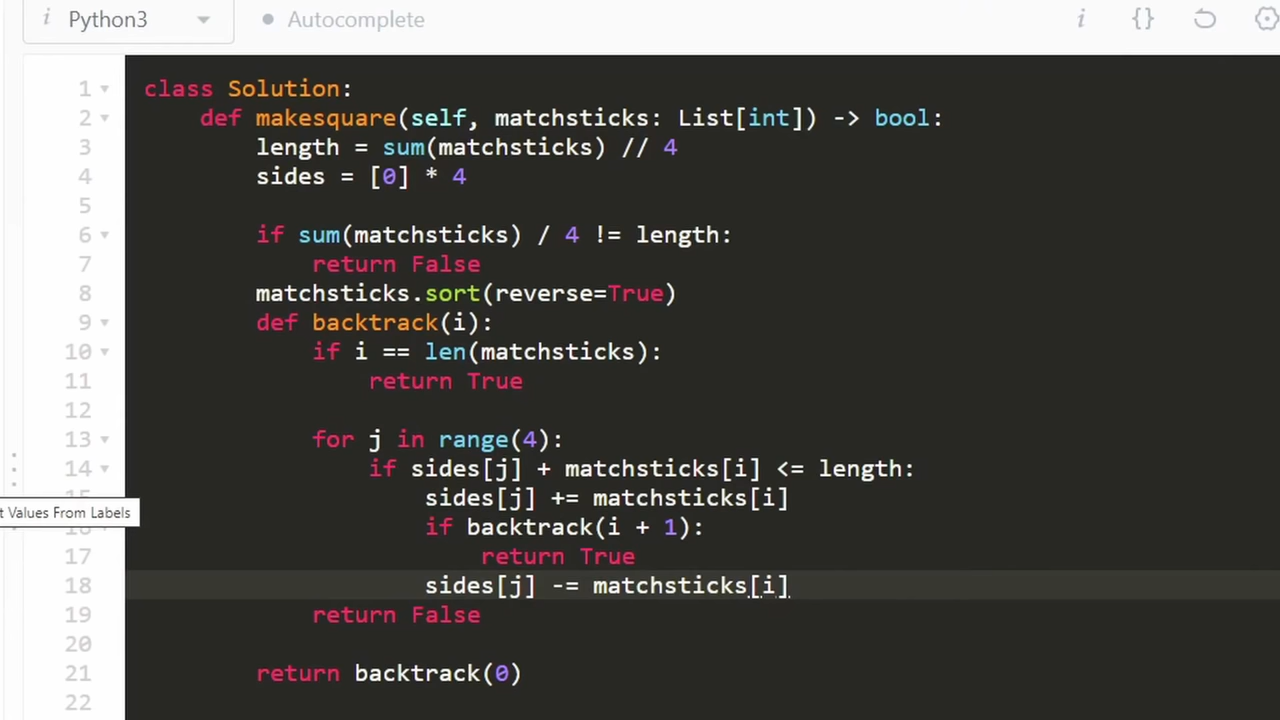 i Python3 Autocomplete i {}
1 class Solution:
2 def makesquare(self, matchsticks: List[int]) -> bool:
3 length = sum(matchsticks) // 4
4 sides = [0] * 4
5
6 if sum(matchsticks) / 4 != length:
7 return False
8 matchsticks.sort(reverse=True)
9 def backtrack(i):
10 if i == len(matchsticks):
11 return True
12
13 for j in range(4):
14 if sides[j] + matchsticks[i] <= length:
sides[j] += matchsticks[i]
t Values From Labels
if backtrack(i + 1):
17 return True
18 sides[j] -= matchsticks[i]
19 return False
20
21 return backtrack(0)
22